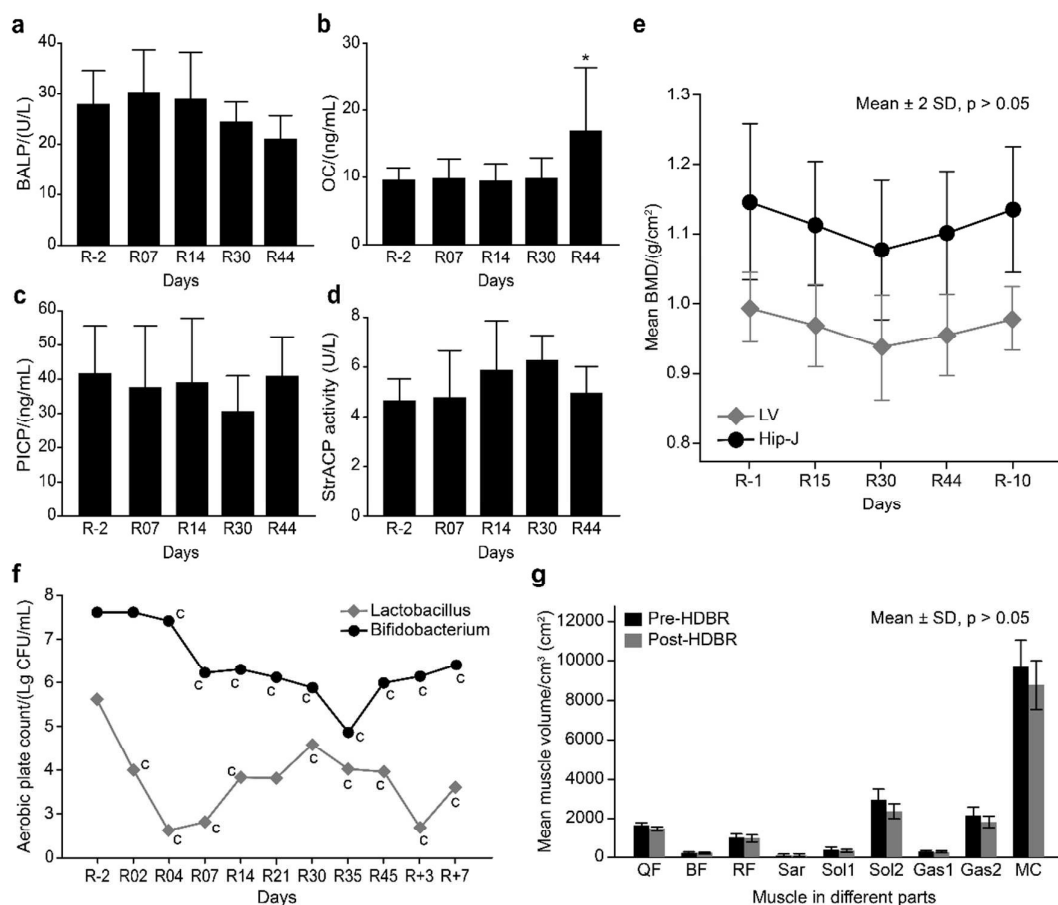 a
BALP/(U/L)
40
30
20
10
0
R-2 R07 R14 R30 R44
Days
b
OC/(ng/mL)
30
20
10
0
*
R-2 R07 R14 R30 R44
Days
c
PICP/(ng/mL)
60
50
40
30
20
10
0
R-2 R07 R14 R30 R44
Days
d
StrACP activity (U/L)
8
6
4
2
0
R-2 R07 R14 R30 R44
Days
e
Mean ± 2 SD, p > 0.05
Mean BMD/(g/cm²)
1.3
1.2
1.1
1.0
0.9
0.8
LV
Hip-J
R-1 R15 R30 R44 R-10
Days
f
Aerobic plate count/(Lg CFU/mL)
8
7
6
5
4
3
2
Lactobacillus
Bifidobacterium
c c c c c c c c c
c c c c c c c c c
R-2 R02 R04 R07 R14 R21 R30 R35 R45 R+3 R+7
Days
g
Pre-HDBR
Post-HDBR
Mean ± SD, p > 0.05
Mean muscle volume/cm³ (cm²)
12000
10000
8000
6000
4000
2000
0
QF BF RF Sar Sol1 Sol2 Gas1 Gas2 MC
Muscle in different parts